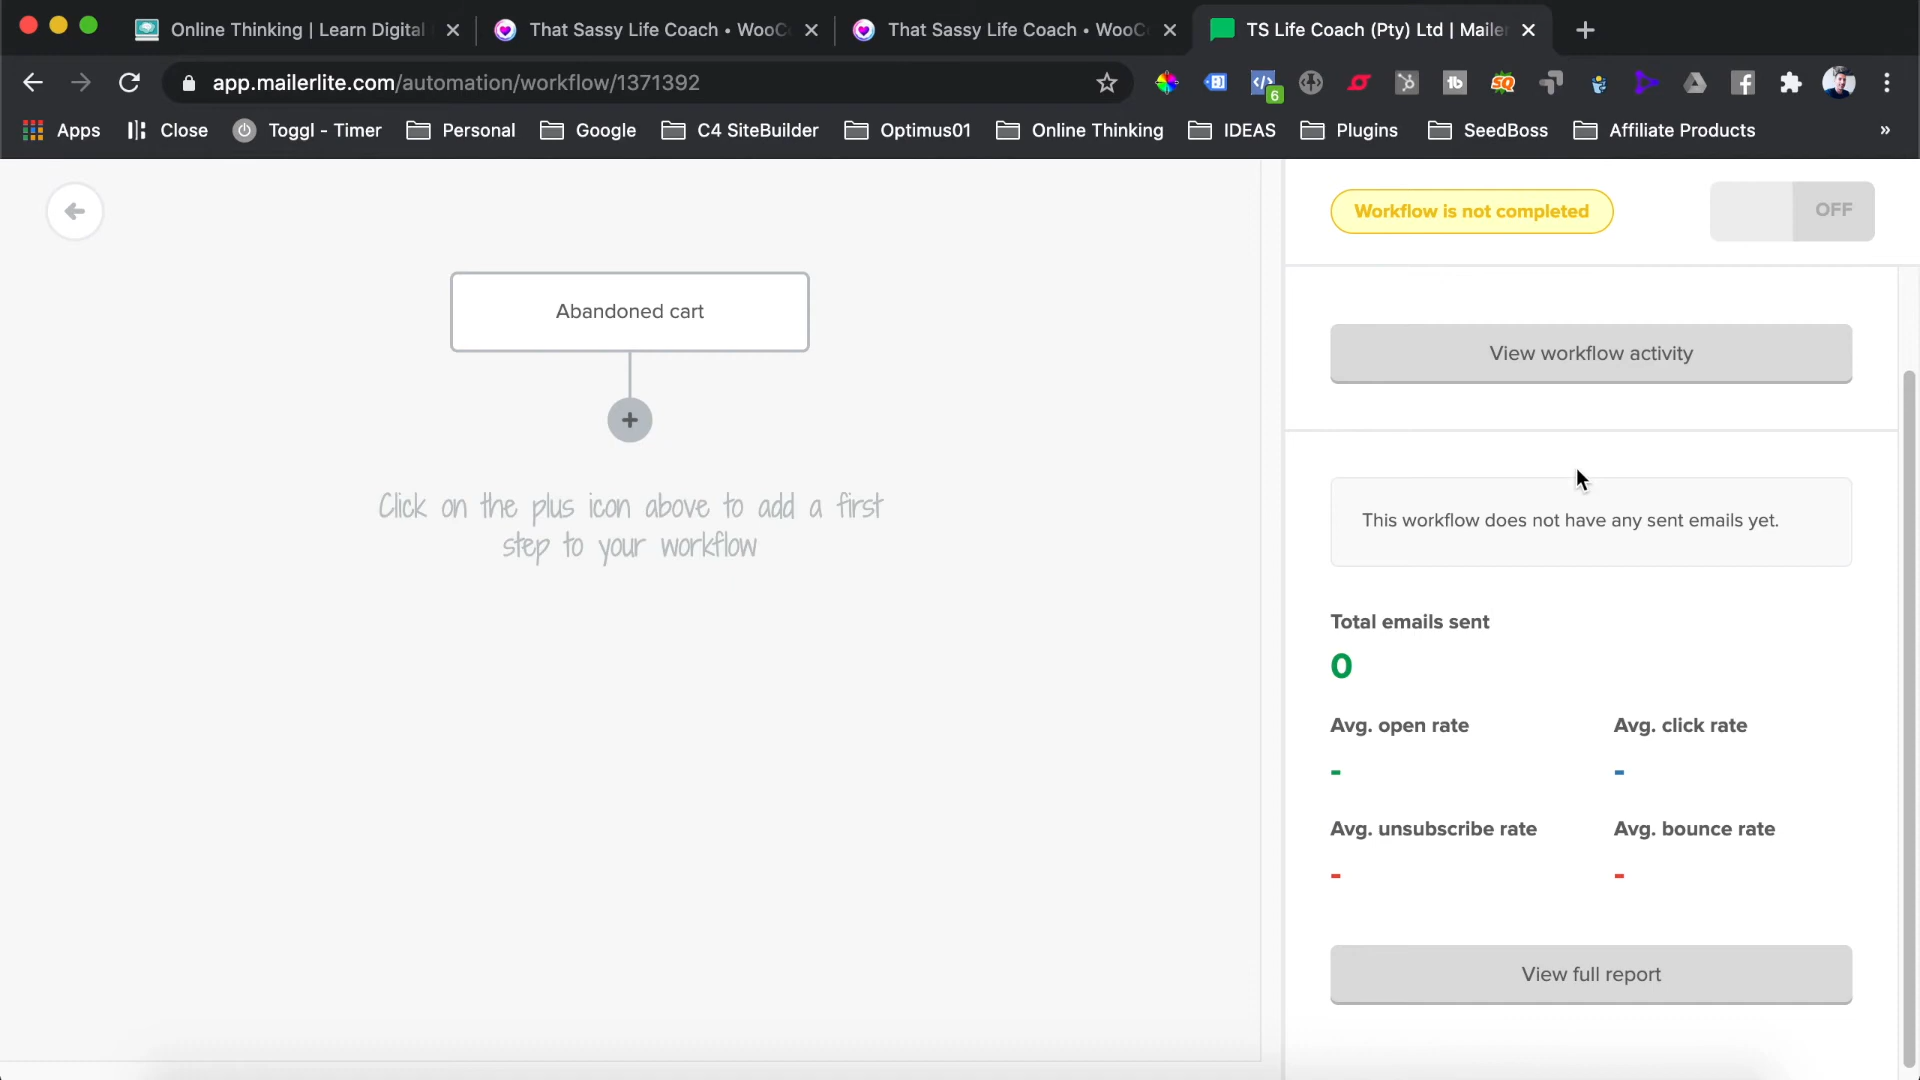 Online Thinking | Learn Digital
That Sassy Life Coach • WooC
That Sassy Life Coach • WooC
TS Life Coach (Pty) Ltd | Mailer
app.mailerlite.com/automation/workflow/1371392
6
Apps
Close
Toggl - Timer
Personal
Google
C4 SiteBuilder
Optimus01
Online Thinking
IDEAS
Plugins
SeedBoss
Affiliate Products
»
Workflow is not completed
OFF
Abandoned cart
View workflow activity
Click on the plus icon above to add a first
step to your workflow
This workflow does not have any sent emails yet.
Total emails sent
0
Avg. open rate
Avg. click rate
-
-
Avg. unsubscribe rate
Avg. bounce rate
-
-
View full report